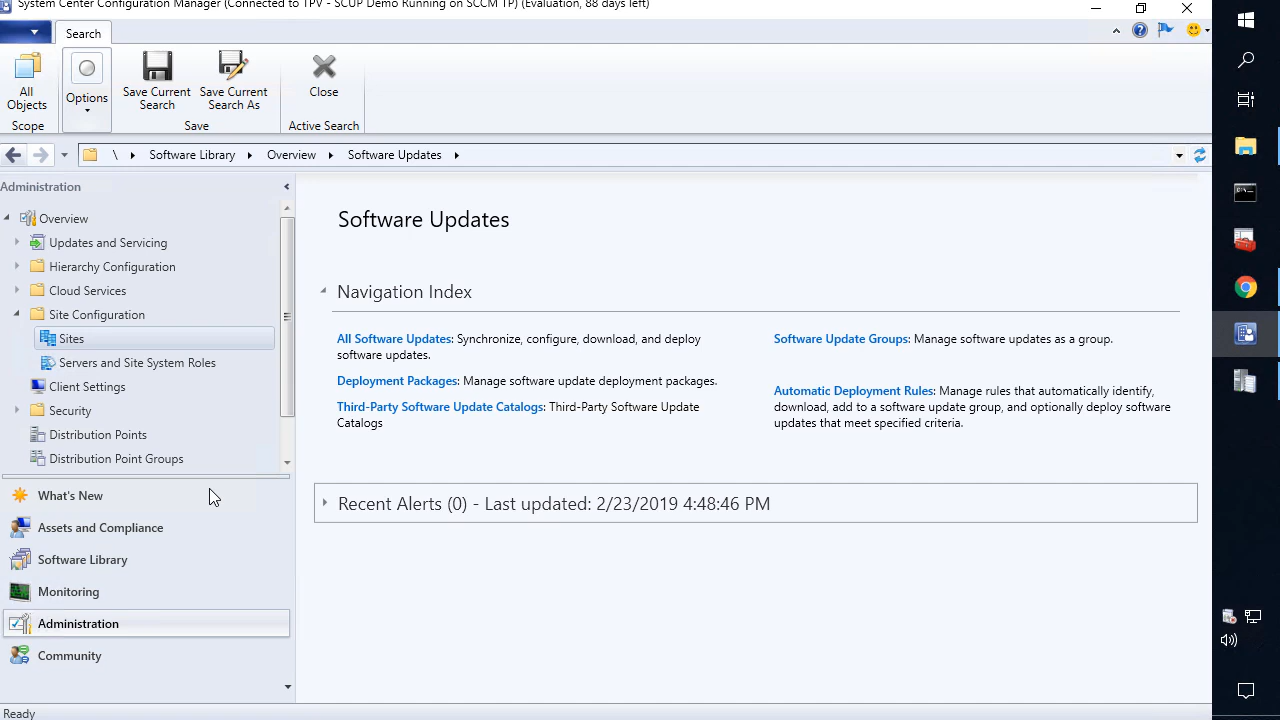 System Center Configuration Manager (Connected to TPV - SCUP Demo Running on SCCM TP) (Evaluation, 88 days left)
Search
All Objects
Options
Save Current Search
Save Current Search As
Close
Scope
Save
Active Search
\ Software Library Overview Software Updates
Administration
Overview
Updates and Servicing
Hierarchy Configuration
Cloud Services
Site Configuration
Sites
Servers and Site System Roles
Client Settings
Security
Distribution Points
Distribution Point Groups
What's New
Assets and Compliance
Software Library
Monitoring
Administration
Community
Software Updates
Navigation Index
All Software Updates: Synchronize, configure, download, and deploy
software updates.
Deployment Packages: Manage software update deployment packages.
Third-Party Software Update Catalogs: Third-Party Software Update
Catalogs
Software Update Groups: Manage software updates as a group.
Automatic Deployment Rules: Manage rules that automatically identify,
download, add to a software update group, and optionally deploy software
updates that meet specified criteria.
Recent Alerts (0) - Last updated: 2/23/2019 4:48:46 PM
Ready